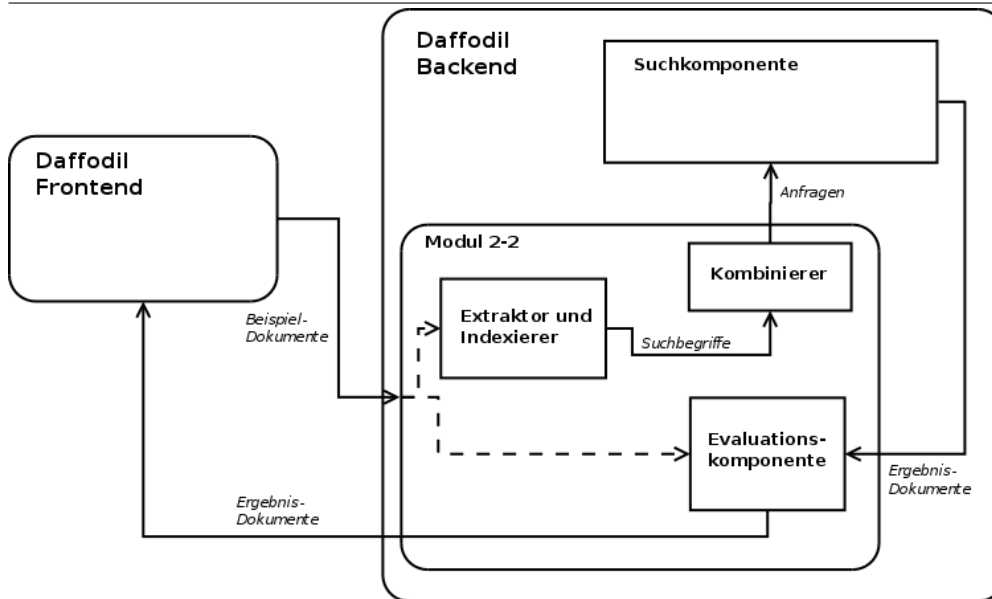 Daffodil
Backend
Suchkomponente
Daffodil
Frontend
Anfragen
Modul 2-2
Kombinierer
Extraktor und
Indexierer
Beispiel-
Dokumente
Suchbegriffe
Evaluations-
komponente
Ergebnis-
Dokumente
Ergebnis-
Dokumente